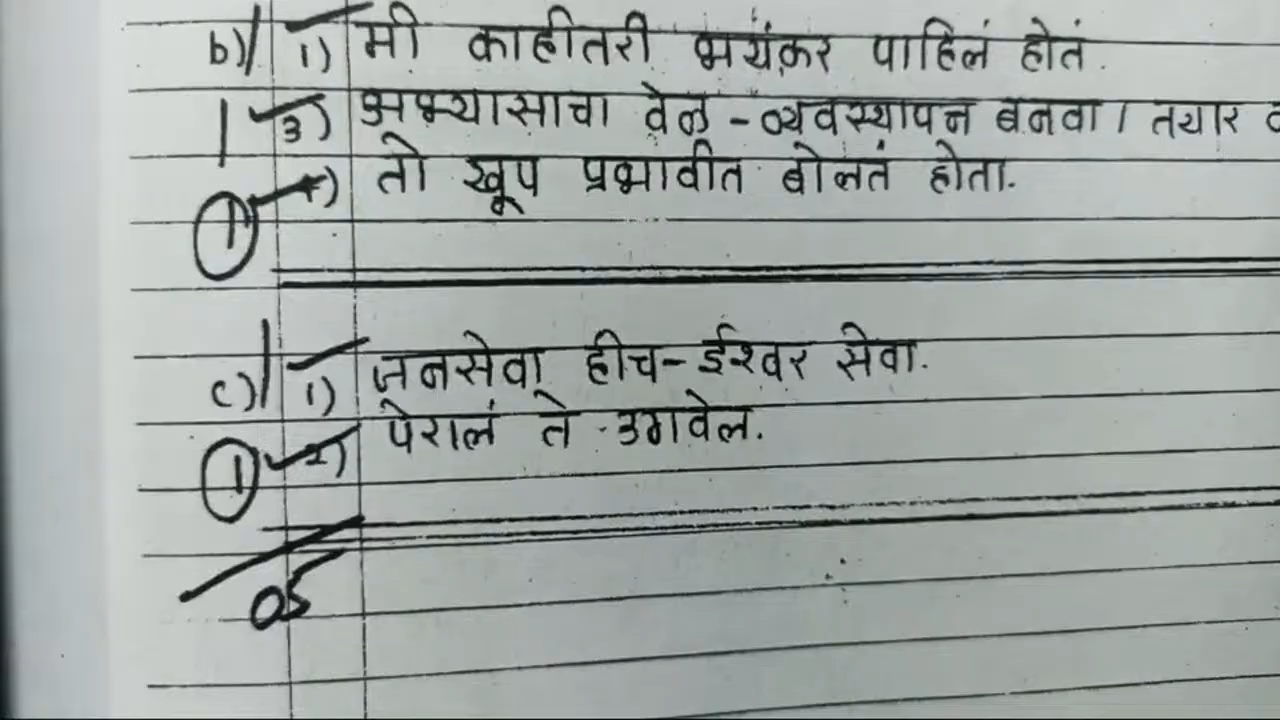 b) 1) मी काहीतरी भयंकर पाहिलं होतं.
1 3) अभ्यासाचा वेळ - व्यवस्थापन बनवा / तयार
4) तो खूप प्रभावीत बोलतं होता.
1
c) 1) जनसेवा हीच - ईश्वर सेवा.
1 2) पेरालं ते उगवेल.
05